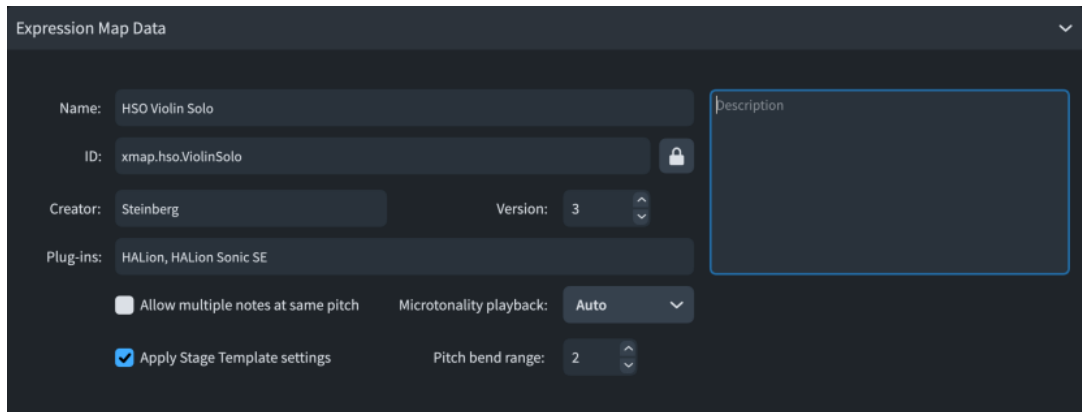 Expression Map Data
Name: HSO Violin Solo
Description
ID: xmap.hso.ViolinSolo
Creator: Steinberg Version: 3
Plug-ins: HALion, HALion Sonic SE
Allow multiple notes at same pitch Microtonality playback: Auto
Apply Stage Template settings Pitch bend range: 2